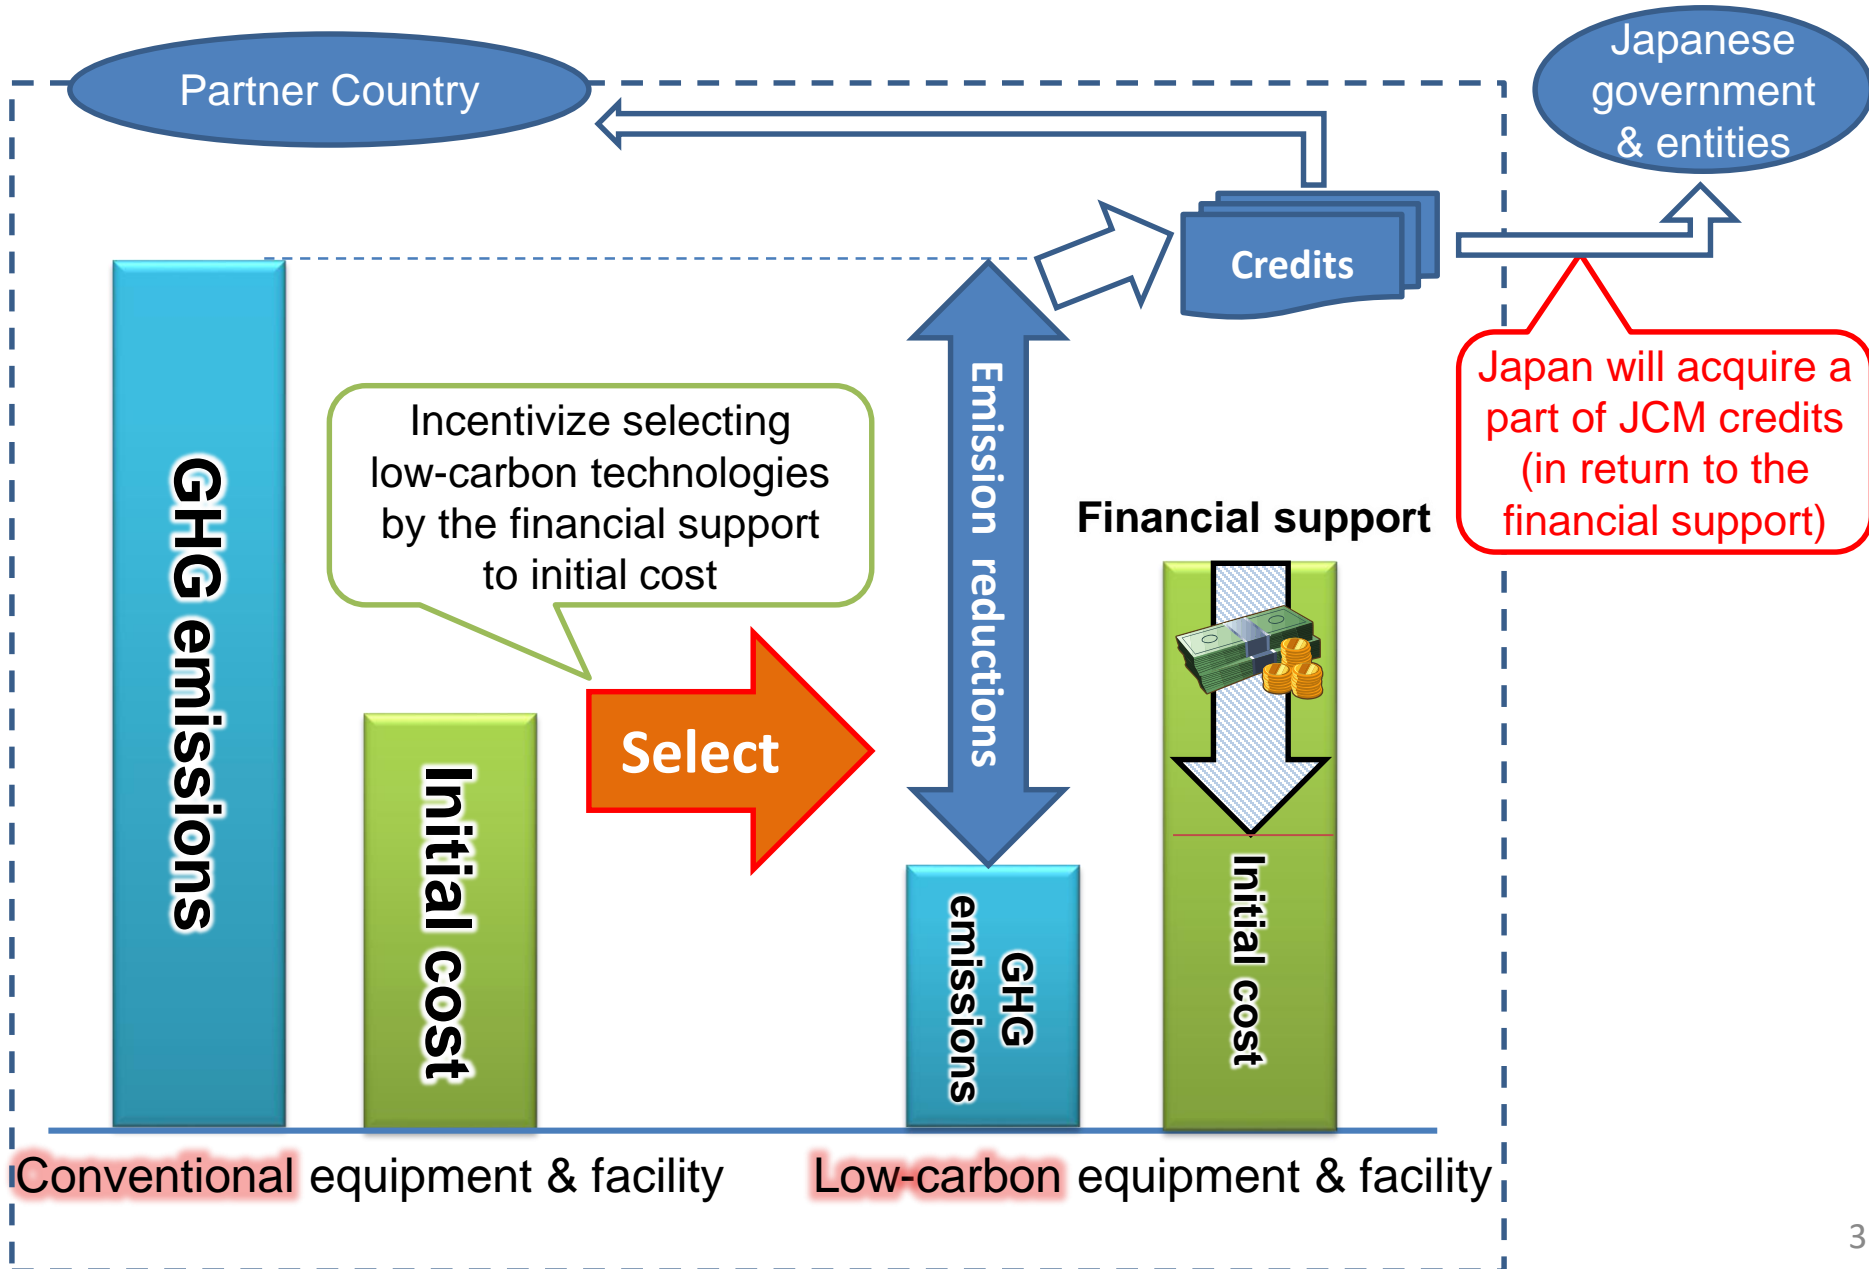 Partner Country
Japanese
government
& entities
Credits
Japan will acquire a
part of JCM credits
(in return to the
financial support)
Incentivize selecting
low-carbon technologies
by the financial support
to initial cost
GHG emissions
Initial cost
Select
Emission reductions
Financial support
GHG
emissions
Initial cost
Conventional equipment & facility
Low-carbon equipment & facility
3